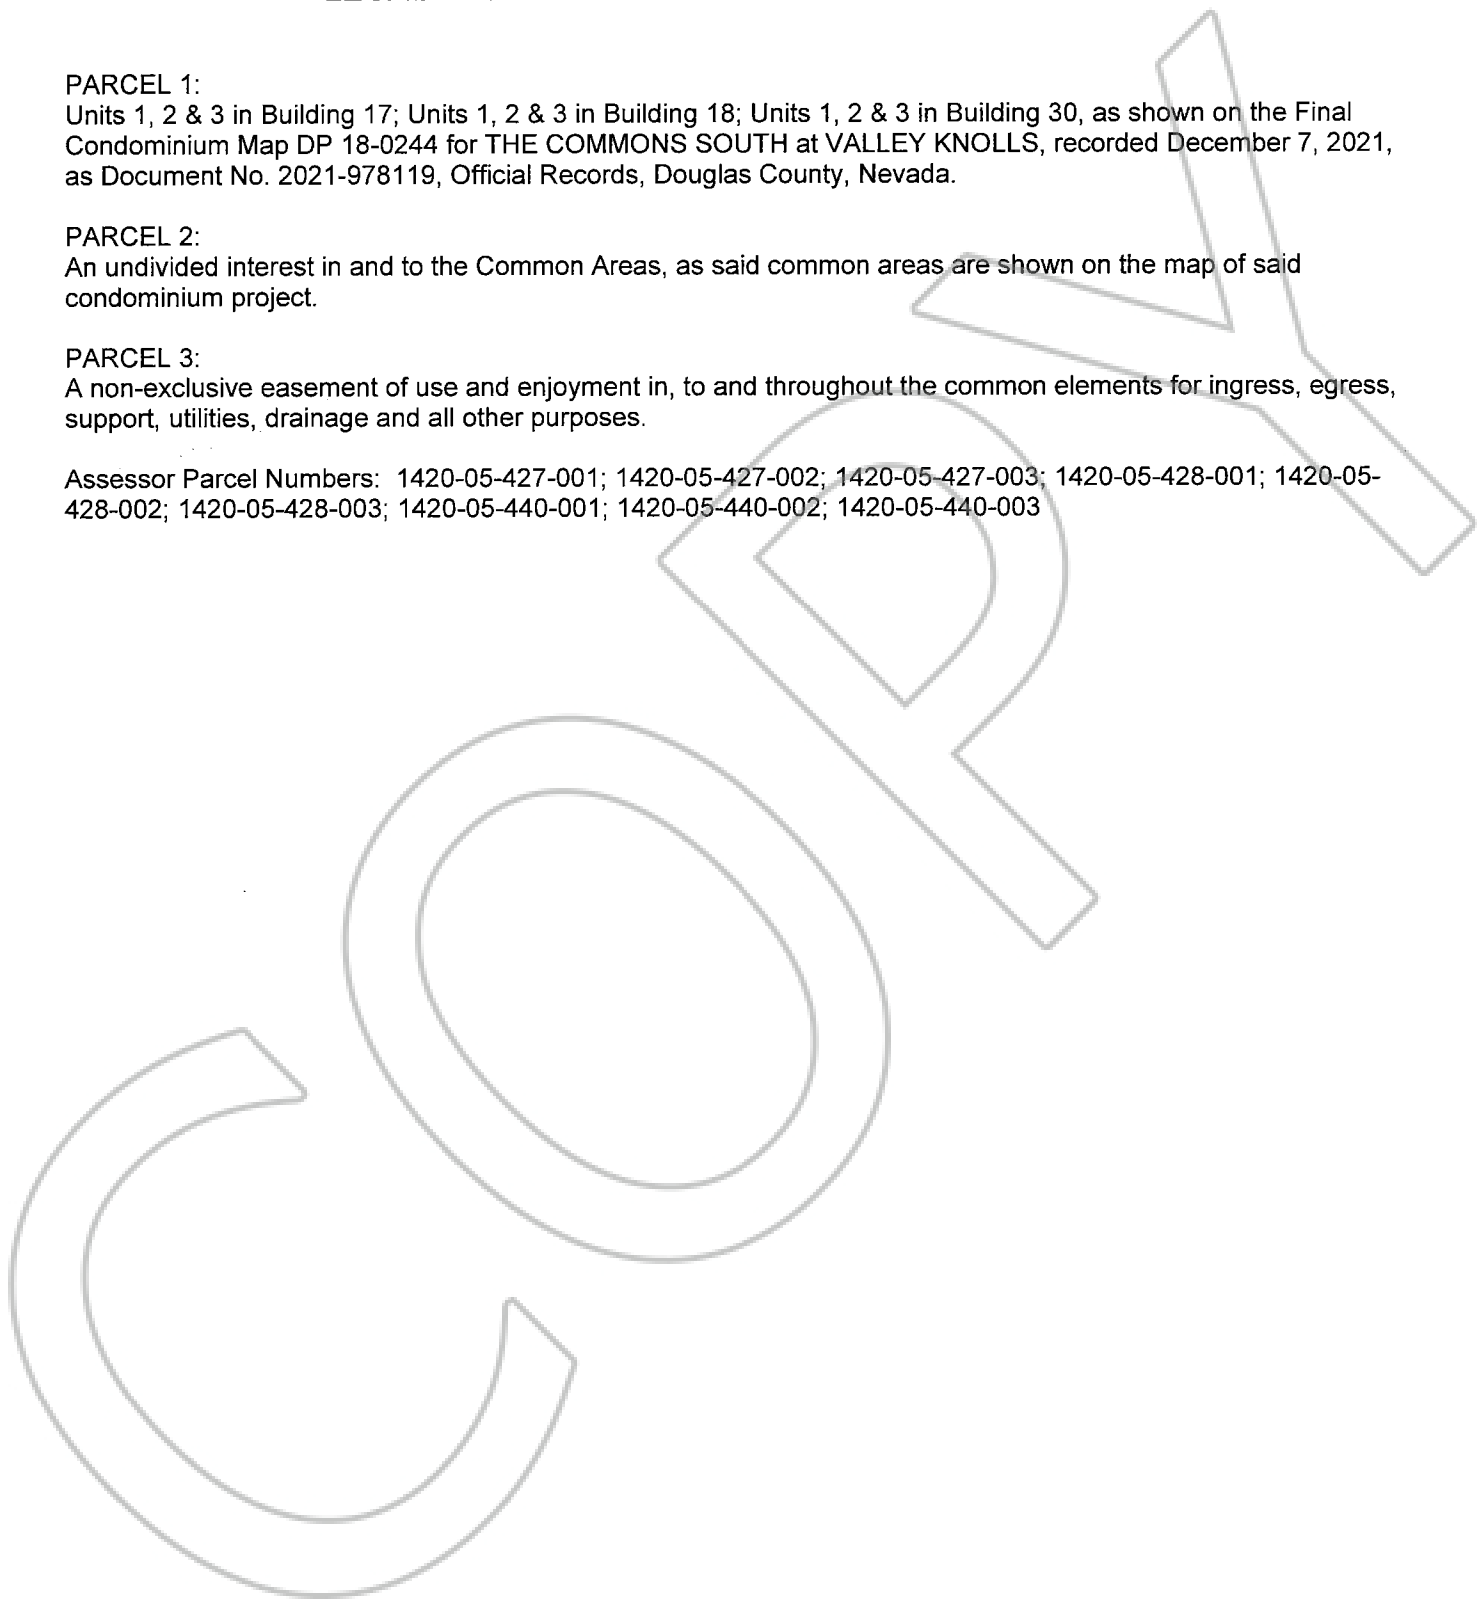 PARCEL 1:
Units 1, 2 & 3 in Building 17; Units 1, 2 & 3 in Building 18; Units 1, 2 & 3 in Building 30, as shown on the Final
Condominium Map DP 18-0244 for THE COMMONS SOUTH at VALLEY KNOLLS, recorded December 7, 2021,
as Document No. 2021-978119, Official Records, Douglas County, Nevada.
PARCEL 2:
An undivided interest in and to the Common Areas, as said common areas are shown on the map of said
condominium project.
PARCEL 3:
A non-exclusive easement of use and enjoyment in, to and throughout the common elements for ingress, egress,
support, utilities, drainage and all other purposes.
Assessor Parcel Numbers: 1420-05-427-001; 1420-05-427-002; 1420-05-427-003; 1420-05-428-001; 1420-05-
428-002; 1420-05-428-003; 1420-05-440-001; 1420-05-440-002; 1420-05-440-003
COPY